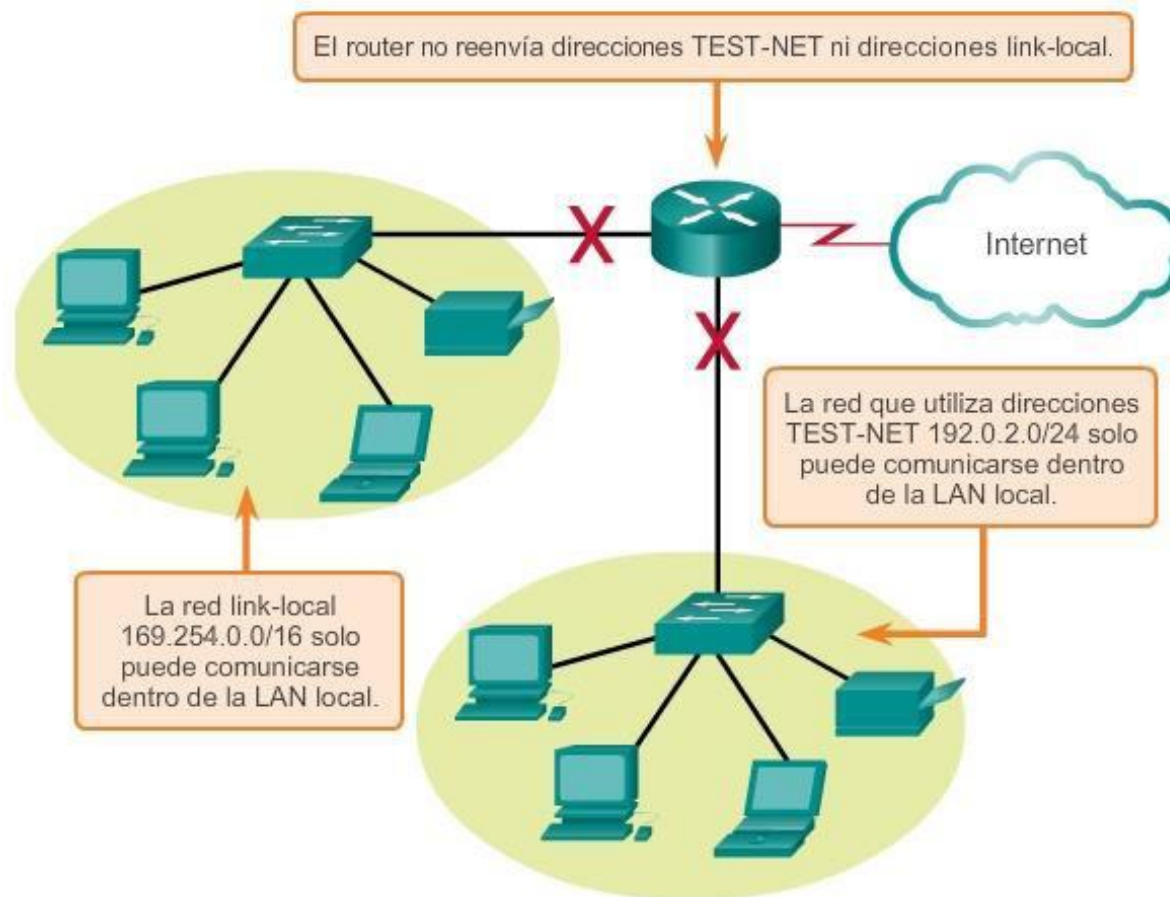 El router no reenvía direcciones TEST-NET ni direcciones link-local.
Internet
La red que utiliza direcciones
TEST-NET 192.0.2.0/24 solo
puede comunicarse dentro
de la LAN local.
La red link-local
169.254.0.0/16 solo
puede comunicarse
dentro de la LAN local.